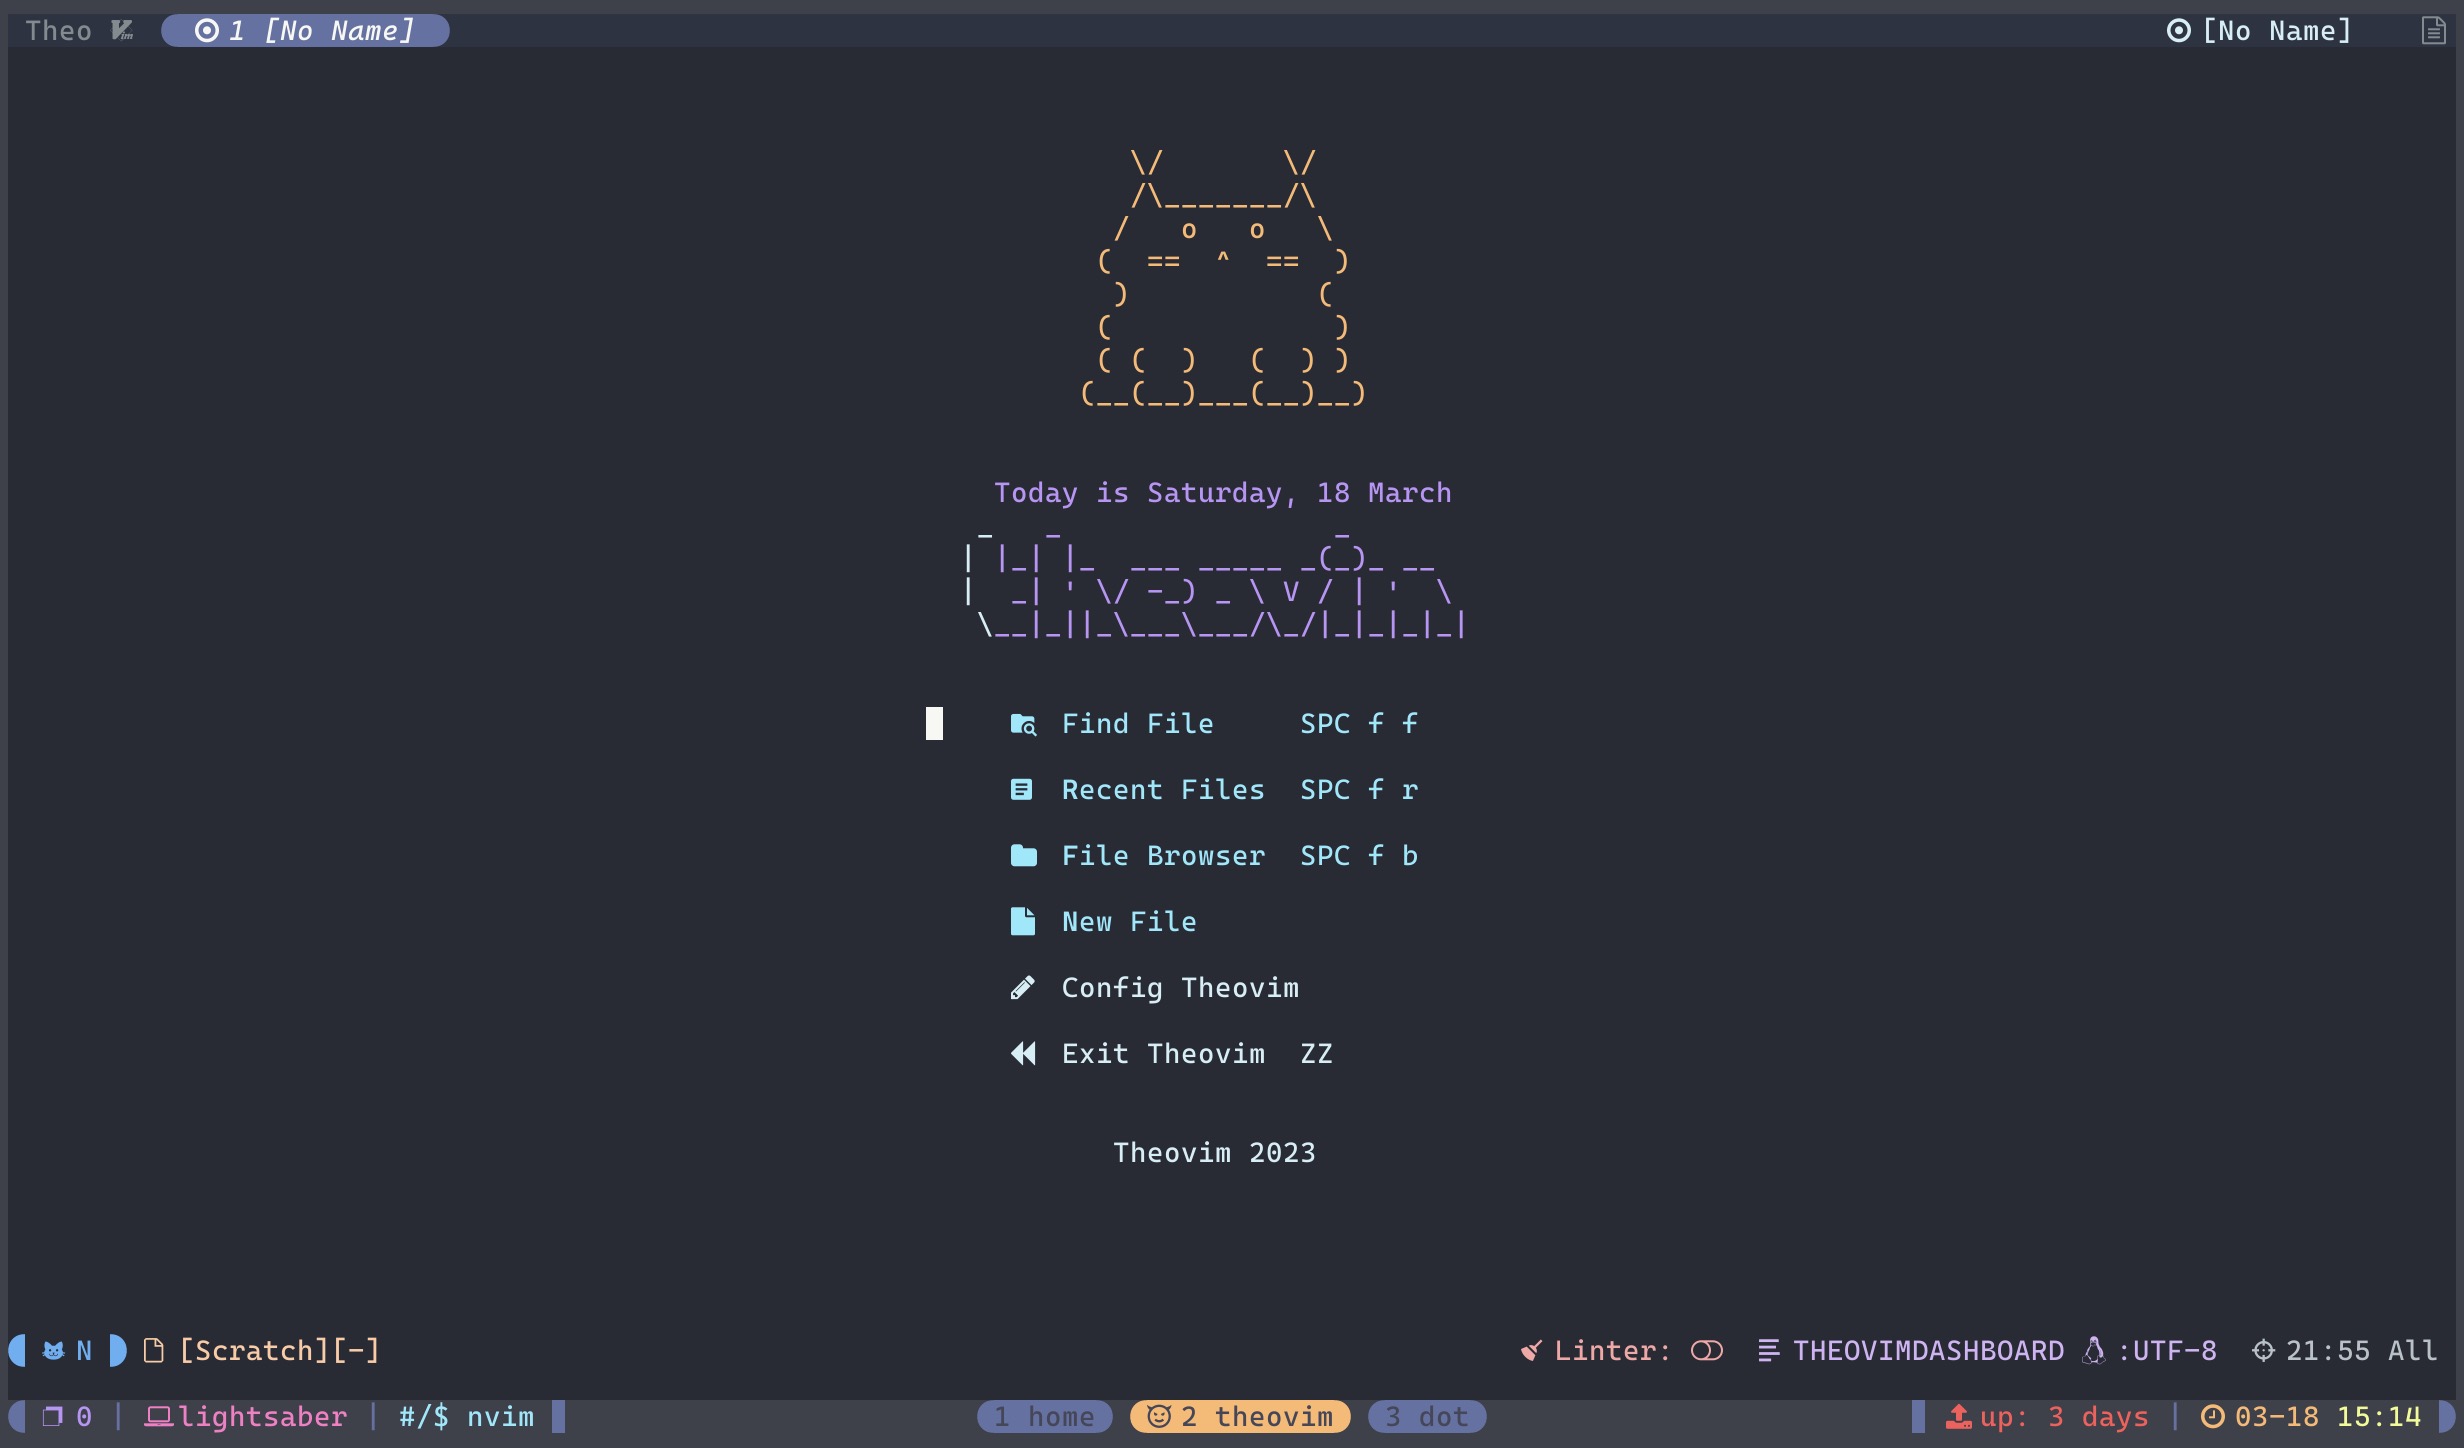 Theo 1 [No Name] [No Name]
Today is Saturday, 18 March
Find File SPC f f
Recent Files SPC f r
File Browser SPC f b
New File
Config Theovim
Exit Theovim ZZ
Theovim 2023
N [Scratch][-] Linter: THEOVIMDASHBOARD :UTF-8 21:55 All
0 | lightsaber | #/$ nvim 1 home 2 theovim 3 dot up: 3 days | 03-18 15:14